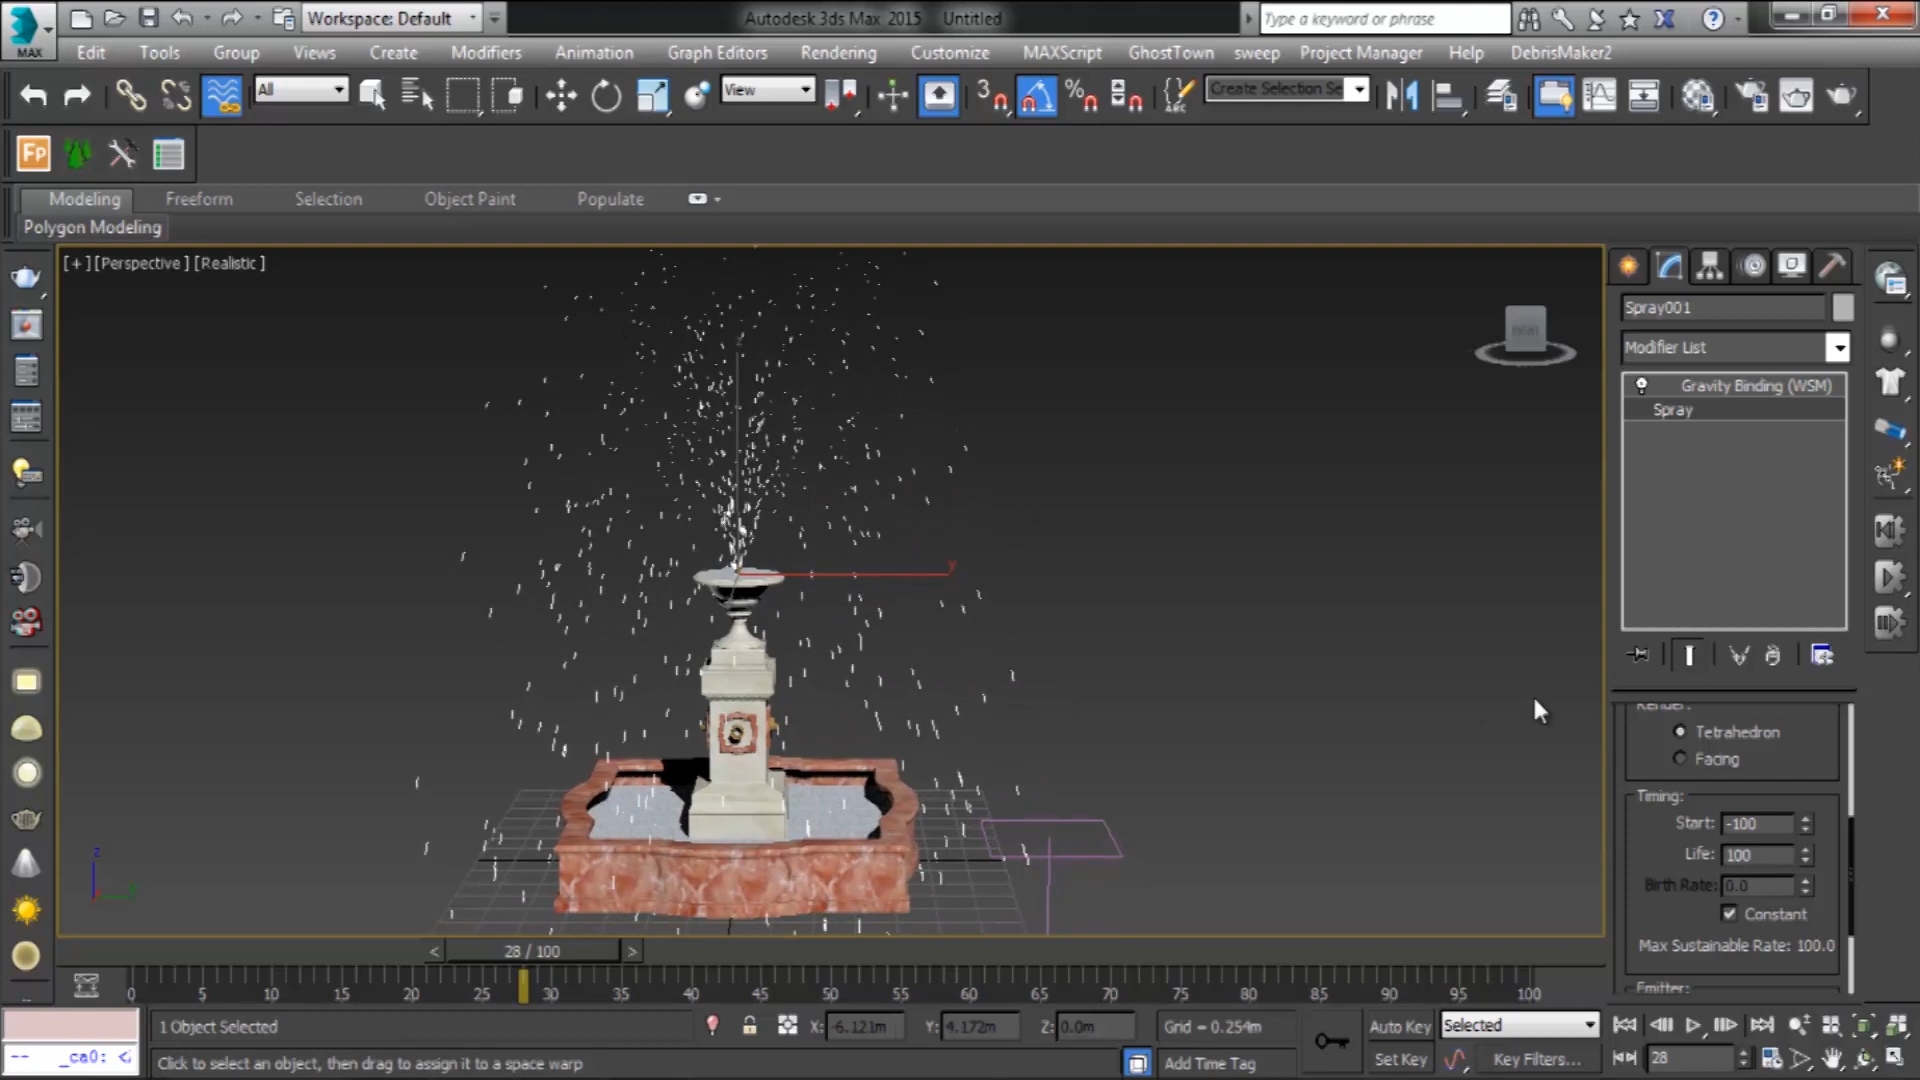 Workspace: Default
Autodesk 3ds Max 2015 Untitled
Type a keyword or phrase
MAX
Edit Tools Group Views Create Modifiers Animation Graph Editors Rendering Customize MAXScript GhostTown sweep Project Manager Help DebrisMaker2
All
View
3
%
ABC
Create Selection Se
Fp
Modeling Freeform Selection Object Paint Populate
Polygon Modeling
[+] [Perspective] [Realistic]
RIGHT
Spray001
Modifier List
Gravity Binding (WSM)
Spray
y
z
Render:
Tetrahedron
Facing
Timing:
Start: -100
Life: 100
Birth Rate: 0.0
Constant
Max Sustainable Rate: 100.0
Emitter:
< 28 / 100 >
0 5 10 15 20 25 30 35 40 45 50 55 60 65 70 75 80 85 90 95 100
1 Object Selected
X: -6.121m Y: 4.172m Z: 0.0m
Grid = 0.254m
Auto Key Selected
-- _ca0: <
Click to select an object, then drag to assign it to a space warp
Add Time Tag
Set Key Key Filters...
28